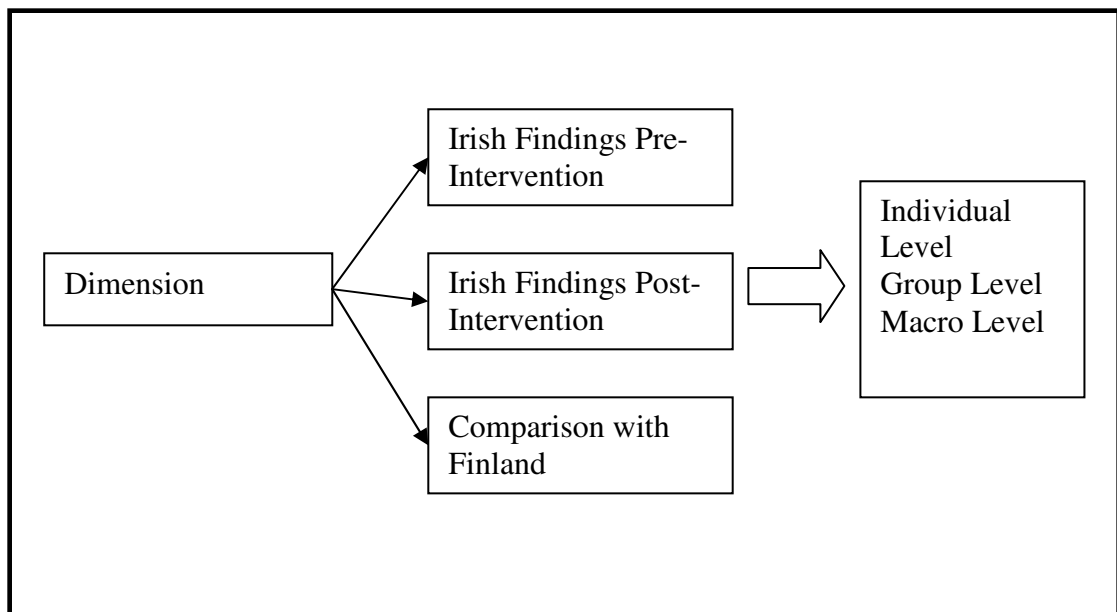 Dimension
Irish Findings Pre-
Intervention
Irish Findings Post-
Intervention
Comparison with
Finland
Individual
Level
Group Level
Macro Level